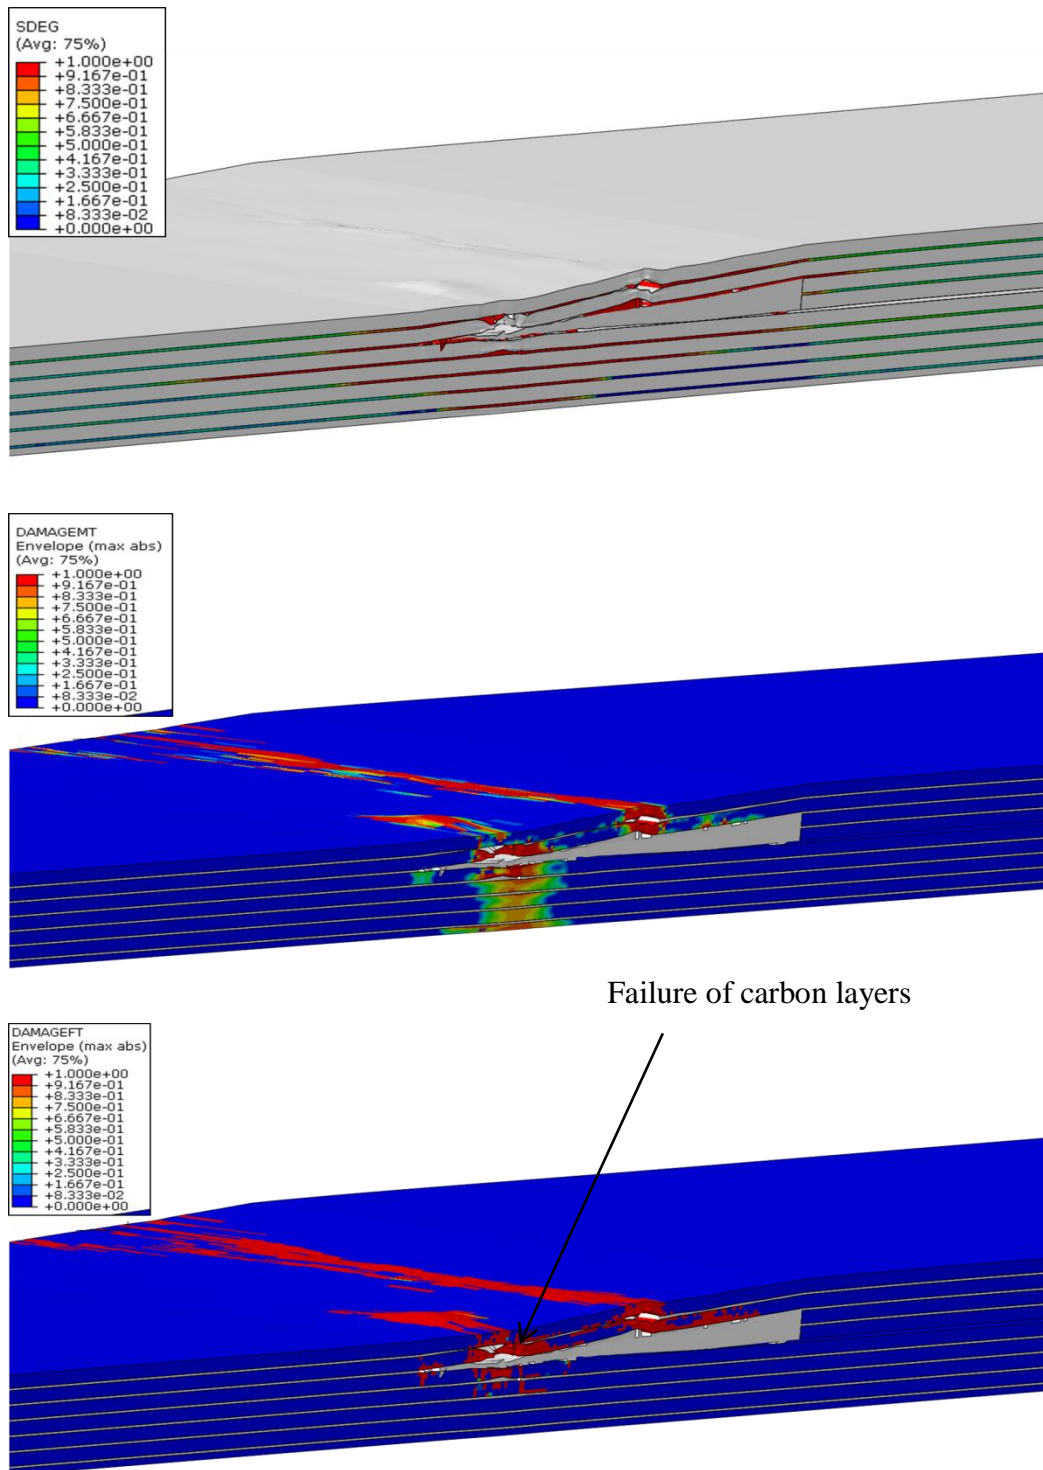 SDEG
(Avg: 75%)
+1.000e+00
+9.167e-01
+8.333e-01
+7.500e-01
+6.667e-01
+5.833e-01
+5.000e-01
+4.167e-01
+3.333e-01
+2.500e-01
+1.667e-01
+8.333e-02
+0.000e+00
DAMAGEMT
Envelope (max abs)
(Avg: 75%)
+1.000e+00
+9.167e-01
+8.333e-01
+7.500e-01
+6.667e-01
+5.833e-01
+5.000e-01
+4.167e-01
+3.333e-01
+2.500e-01
+1.667e-01
+8.333e-02
+0.000e+00
Failure of carbon layers
DAMAGEFT
Envelope (max abs)
(Avg: 75%)
+1.000e+00
+9.167e-01
+8.333e-01
+7.500e-01
+6.667e-01
+5.833e-01
+5.000e-01
+4.167e-01
+3.333e-01
+2.500e-01
+1.667e-01
+8.333e-02
+0.000e+00